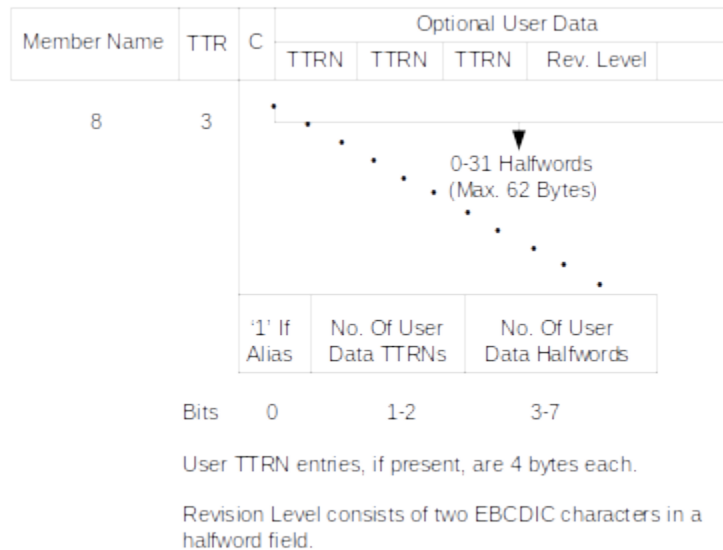 Member Name TTR C Optional User Data
TTRN TTRN TTRN Rev. Level
8 3
0-31 Halfwords
(Max. 62 Bytes)
‘1’ If
Alias
No. Of User
Data TTRNs
No. Of User
Data Halfwords
Bits 0 1-2 3-7
User TTRN entries, if present, are 4 bytes each.
Revision Level consists of two EBCDIC characters in a
halfword field.